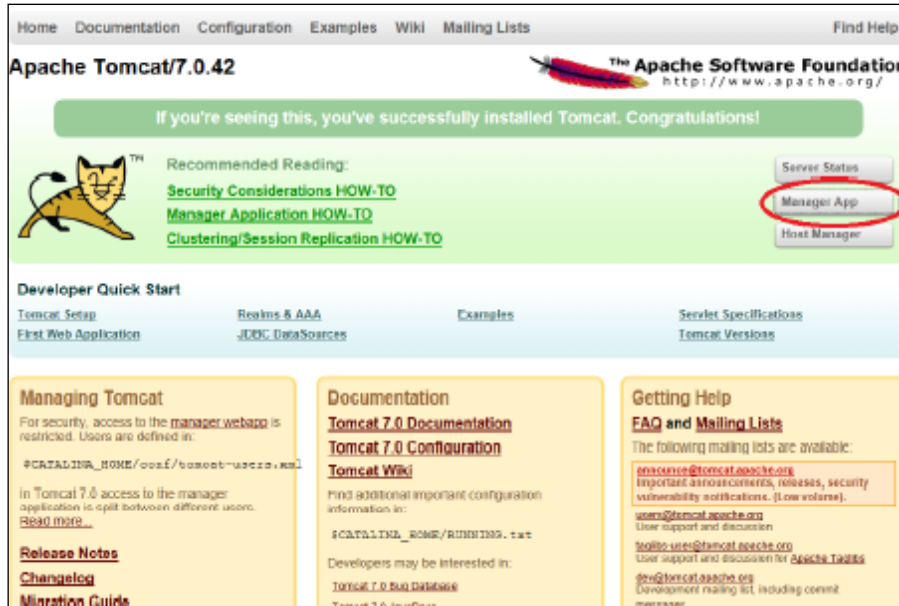 Home Documentation Configuration Examples Wiki Mailing Lists Find Help
Apache Tomcat/7.0.42
The Apache Software Foundation
http://www.apache.org/
If you're seeing this, you've successfully installed Tomcat. Congratulations!
TM
Recommended Reading:
Security Considerations HOW-TO
Manager Application HOW-TO
Clustering/Session Replication HOW-TO
Server Status
Manager App
Host Manager
Developer Quick Start
Tomcat Setup
First Web Application
Realms & AAA
JDBC DataSources
Examples
Servlet Specifications
Tomcat Versions
Managing Tomcat
For security, access to the manager webapp is
restricted. Users are defined in:
$CATALINA_HOME/conf/tomcat-users.xml
In Tomcat 7.0 access to the manager
application is split between different users.
Read more...
Release Notes
Changelog
Migration Guide
Documentation
Tomcat 7.0 Documentation
Tomcat 7.0 Configuration
Tomcat Wiki
Find additional important configuration
information in:
$CATALINA_HOME/RUNNING.txt
Developers may be interested in:
Tomcat 7.0 Bug Database
Tomcat 7.0 JavaDocs
Getting Help
FAQ and Mailing Lists
The following mailing lists are available:
announce@tomcat.apache.org
Important announcements, releases, security
vulnerability notifications. (Low volume).
users@tomcat.apache.org
User support and discussion
taglibs-user@tomcat.apache.org
User support and discussion for Apache Taglibs
dev@tomcat.apache.org
Development mailing list, including commit
messages